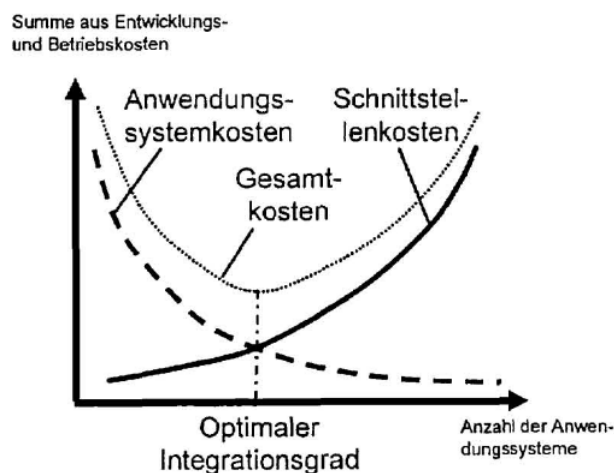 Summe aus Entwicklungs-
und Betriebskosten
Anwendungs-
systemkosten
Schnittstel-
lenkosten
Gesamt-
kosten
Optimaler
Integrationsgrad
Anzahl der Anwen-
dungssysteme